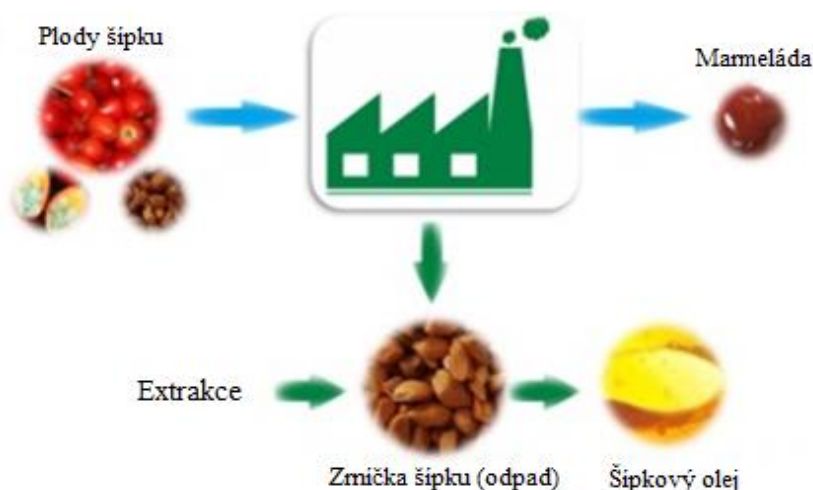 Plody šípku
Marmeláda
Extrakce
Zrnička šípku (odpad)
Šípkový olej